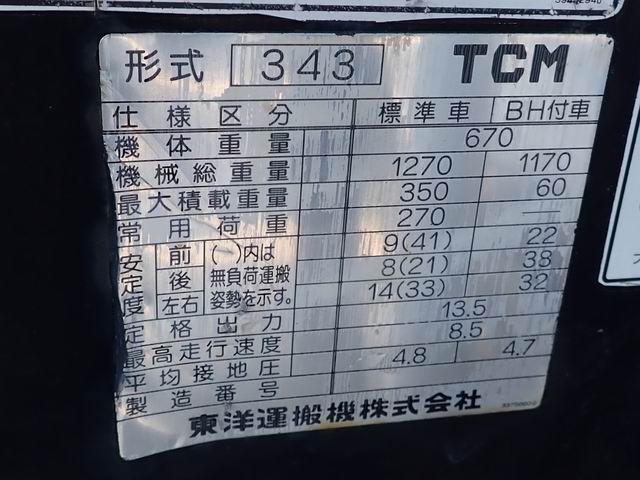 形式 343 TCM
仕様区分 標準車 BH付車
機体重量 670
機械総重量 1270 1170
最大積載重量 350 60
常用荷重 270 —
安定度 前 ( )内は無負荷運搬姿勢を示す。 9(41) 22
後 8(21) 38
左右 14(33) 32
定格出力 13.5
最高走行速度 8.5
平均接地圧 4.8 4.7
製造番号
東洋運搬機株式会社